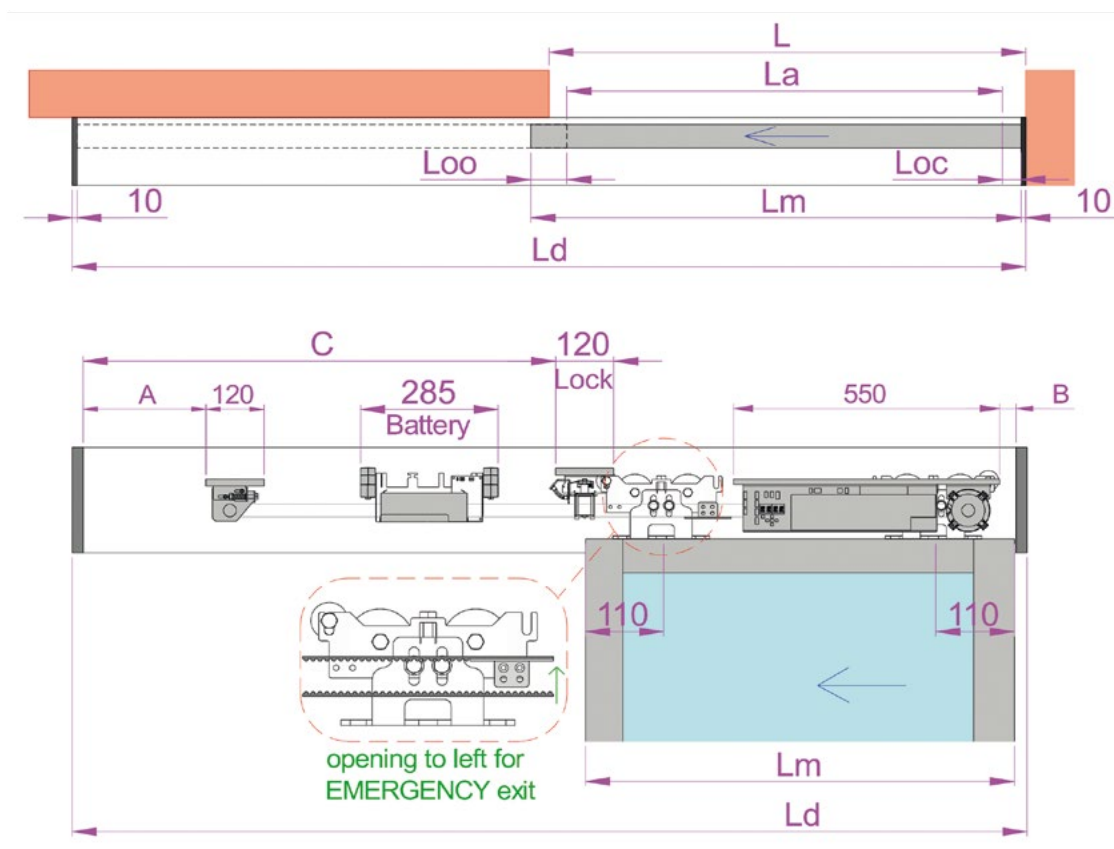 L
La
Loo
Loc
10
Lm
10
Ld
C
120
Lock
A
120
285
Battery
550
B
110
110
opening to left for
EMERGENCY exit
Lm
Ld